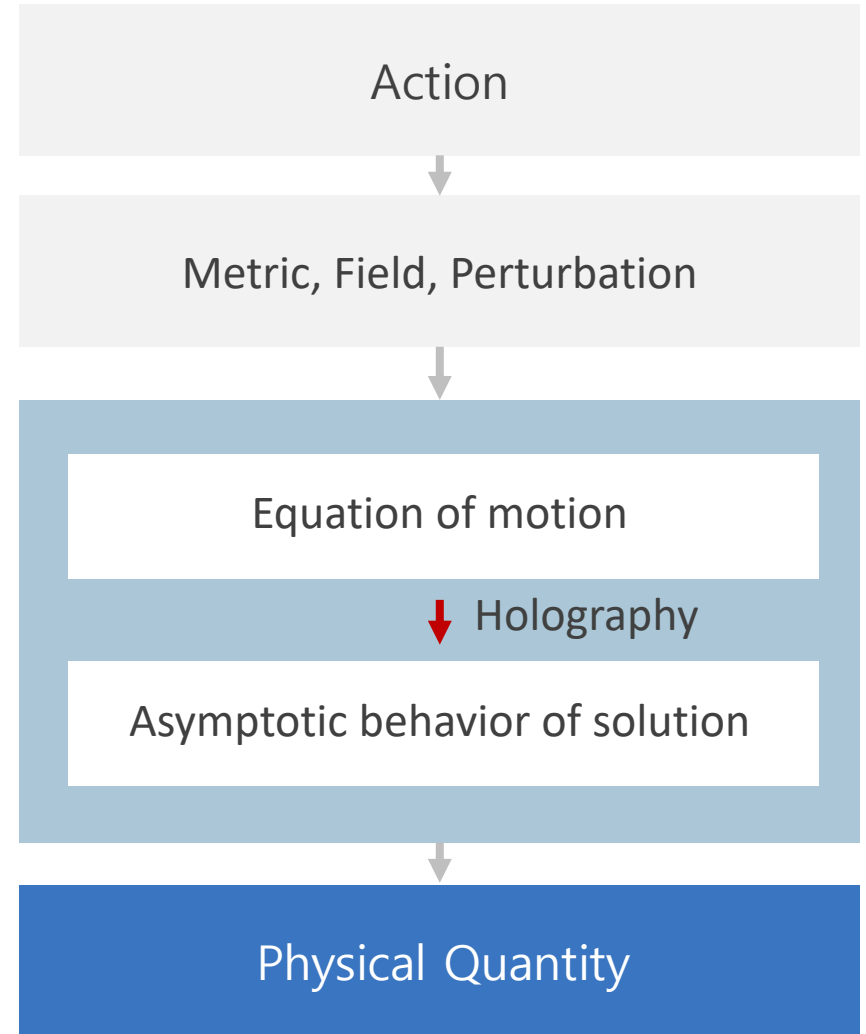 Action
Metric, Field, Perturbation
Equation of motion
Holography
Asymptotic behavior of solution
Physical Quantity